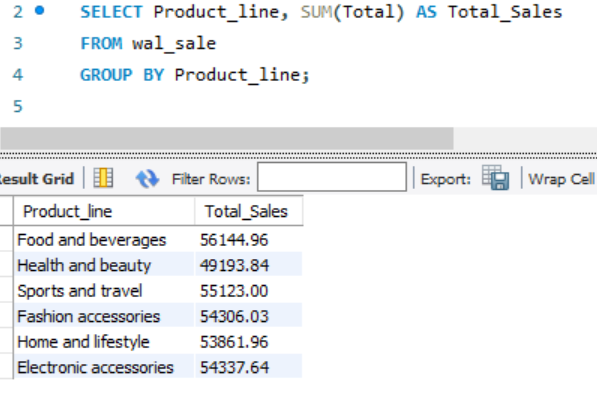 2 SELECT Product_line, SUM(Total) AS Total_Sales
3 FROM wal_sale
4 GROUP BY Product_line;
5
Result Grid Filter Rows: Export: Wrap Cell
Product_line Total_Sales
Food and beverages 56144.96
Health and beauty 49193.84
Sports and travel 55123.00
Fashion accessories 54306.03
Home and lifestyle 53861.96
Electronic accessories 54337.64